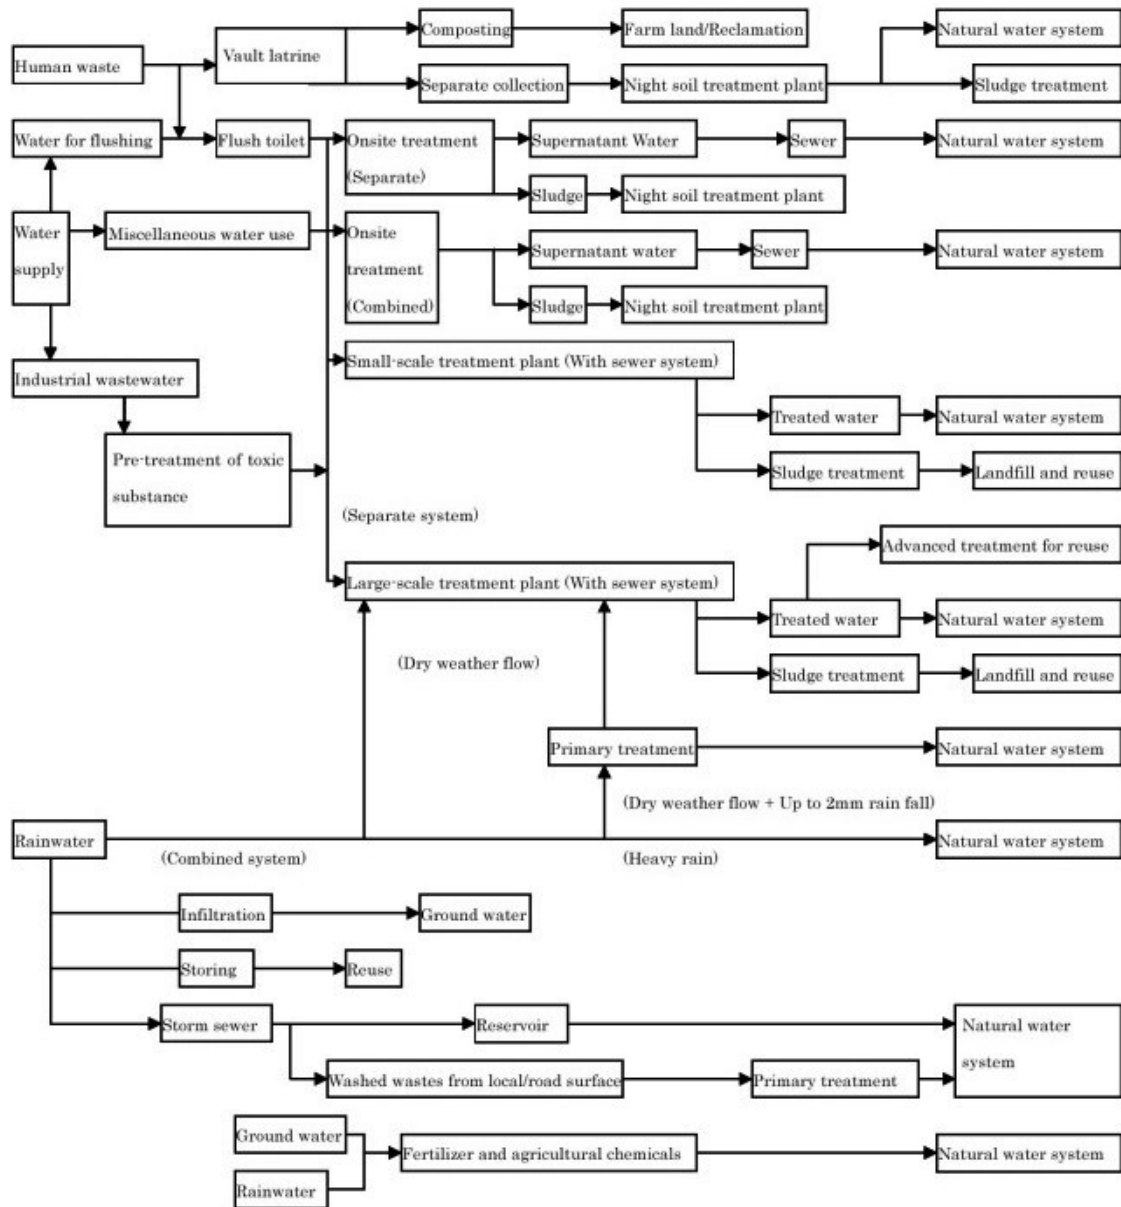 Composting
Farm land/Reclamation
Natural water system
Human waste
Vault latrine
Separate collection
Night soil treatment plant
Sludge treatment
Water for flushing
Flush toilet
Onsite treatment
(Separate)
Supernatant Water
Sewer
Natural water system
Sludge
Night soil treatment plant
Water
supply
Miscellaneous water use
Onsite
treatment
(Combined)
Supernatant water
Sewer
Natural water system
Sludge
Night soil treatment plant
Industrial wastewater
Small-scale treatment plant (With sewer system)
Treated water
Natural water system
Pre-treatment of toxic
substance
Sludge treatment
Landfill and reuse
(Separate system)
Advanced treatment for reuse
Large-scale treatment plant (With sewer system)
Treated water
Natural water system
(Dry weather flow)
Sludge treatment
Landfill and reuse
Primary treatment
Natural water system
(Dry weather flow + Up to 2mm rain fall)
Rainwater
(Combined system)
(Heavy rain)
Natural water system
Infiltration
Ground water
Storing
Reuse
Storm sewer
Reservoir
Natural water
system
Washed wastes from local/road surface
Primary treatment
Ground water
Rainwater
Fertilizer and agricultural chemicals
Natural water system